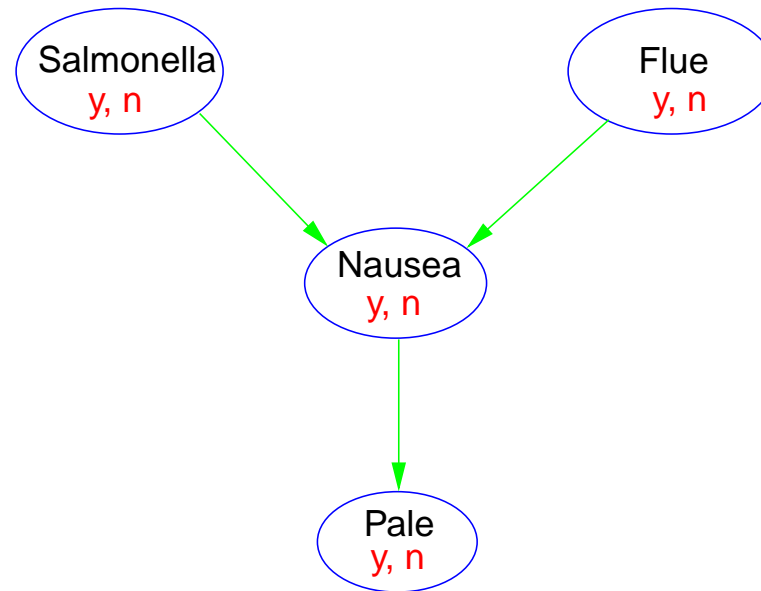 Salmonella
y, n
Flue
y, n
Nausea
y, n
Pale
y, n